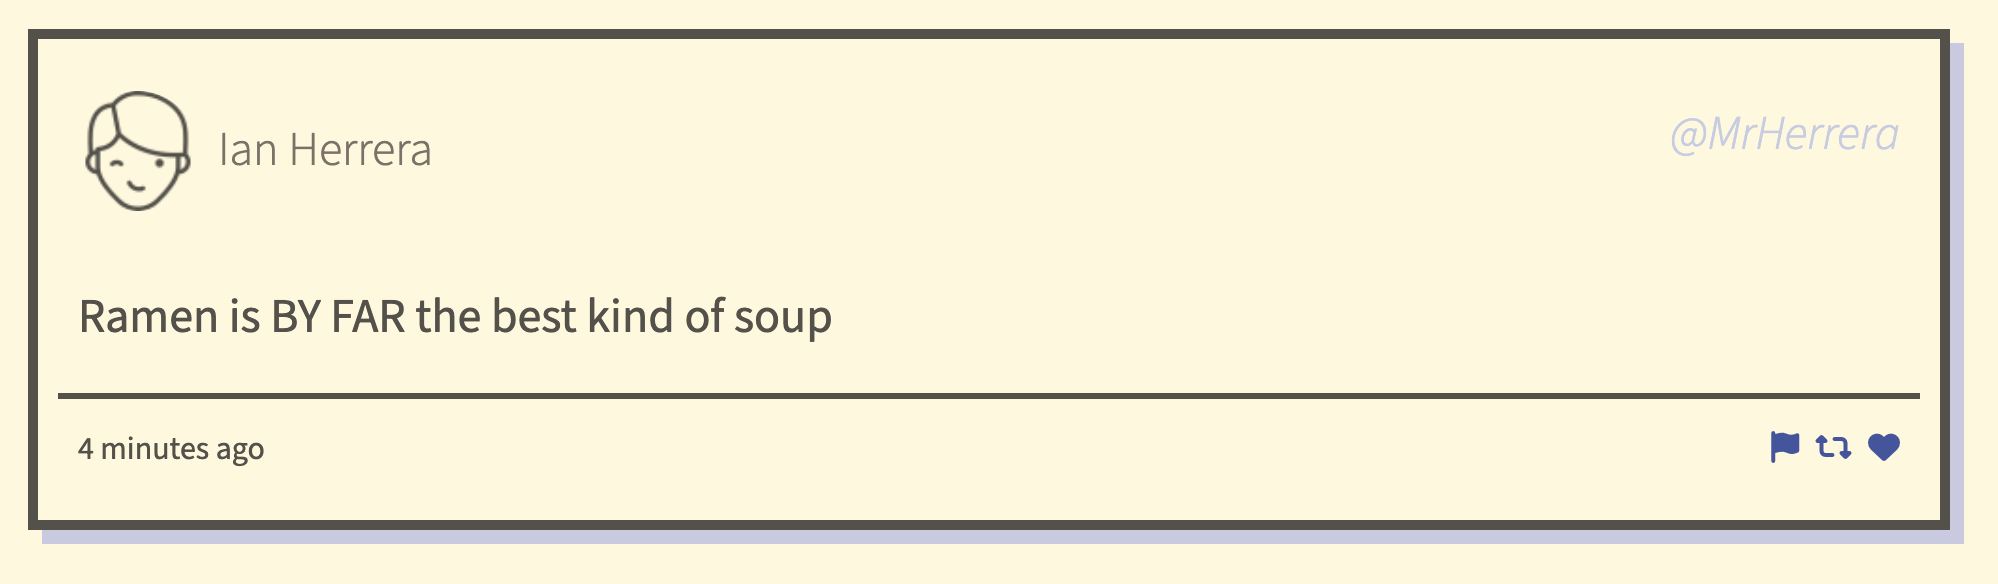 Ian Herrera
@MrHerrera
Ramen is BY FAR the best kind of soup
4 minutes ago